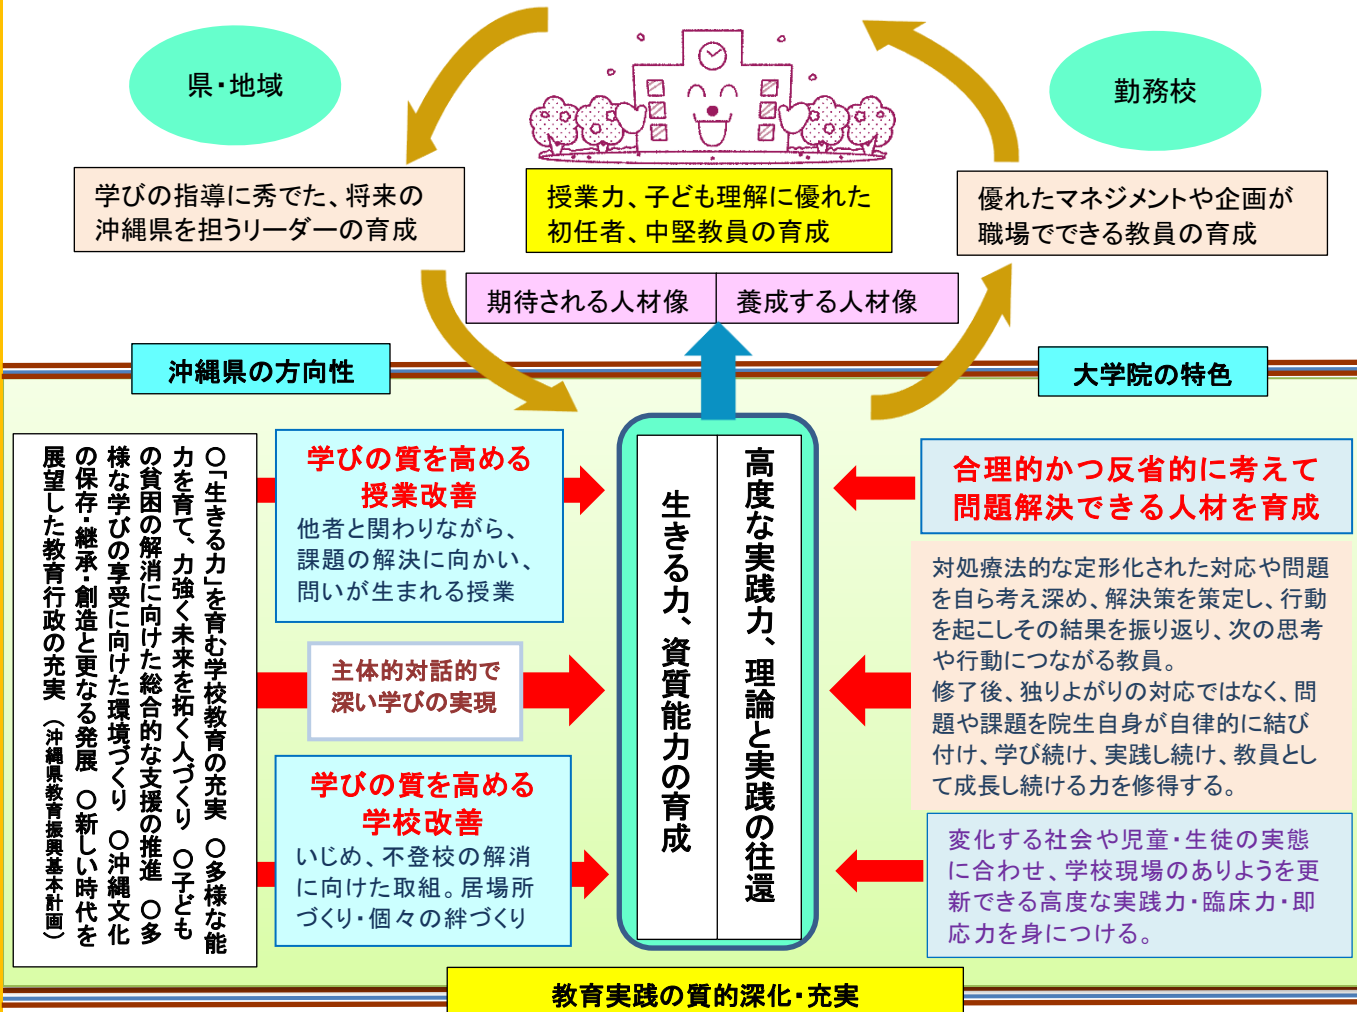 県・地域
勤務校
学びの指導に秀でた、将来の
沖縄県を担うリーダーの育成
授業力、子ども理解に優れた
初任者、中堅教員の育成
優れたマネジメントや企画が
職場でできる教員の育成
期待される人材像
養成する人材像
沖縄県の方向性
大学院の特色
○「生きる力」を育む学校教育の充実　○多様な能
力を育て、力強く未来を拓く人づくり　○子ども
の貧困の解消に向けた総合的な支援の推進　○多
様な学びの享受に向けた環境づくり　○沖縄文化
の保存・継承・創造と更なる発展　○新しい時代を
展望した教育行政の充実　（沖縄県教育振興基本計画）
学びの質を高める
授業改善
他者と関わりながら、
課題の解決に向かい、
問いが生まれる授業
主体的対話的で
深い学びの実現
学びの質を高める
学校改善
いじめ、不登校の解消
に向けた取組。居場所
づくり・個々の絆づくり
高度な実践力、理論と実践の往還
生きる力、資質能力の育成
合理的かつ反省的に考えて
問題解決できる人材を育成
対処療法的な定形化された対応や問題
を自ら考え深め、解決策を策定し、行動
を起こしその結果を振り返り、次の思考
や行動につながる教員。
修了後、独りよがりの対応ではなく、問
題や課題を院生自身が自律的に結び
付け、学び続け、実践し続け、教員とし
て成長し続ける力を修得する。
変化する社会や児童・生徒の実態
に合わせ、学校現場のありようを更
新できる高度な実践力・臨床力・即
応力を身につける。
教育実践の質的深化・充実